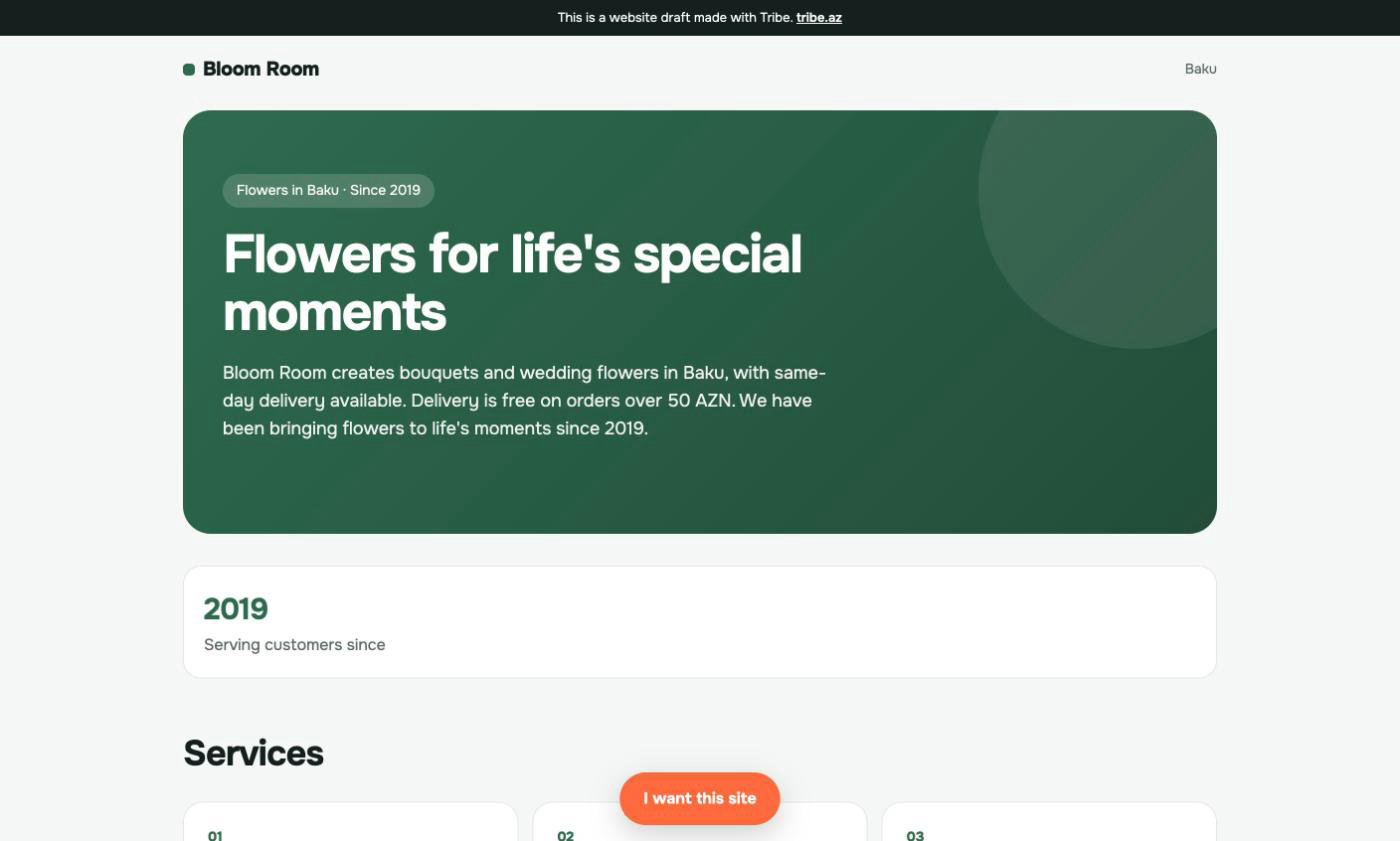 This is a website draft made with Tribe. tribe.az
Bloom Room
Baku
Flowers in Baku · Since 2019
Flowers for life's special
moments
Bloom Room creates bouquets and wedding flowers in Baku, with same-
day delivery available. Delivery is free on orders over 50 AZN. We have
been bringing flowers to life's moments since 2019.
2019
Serving customers since
Services
I want this site
01
02
03